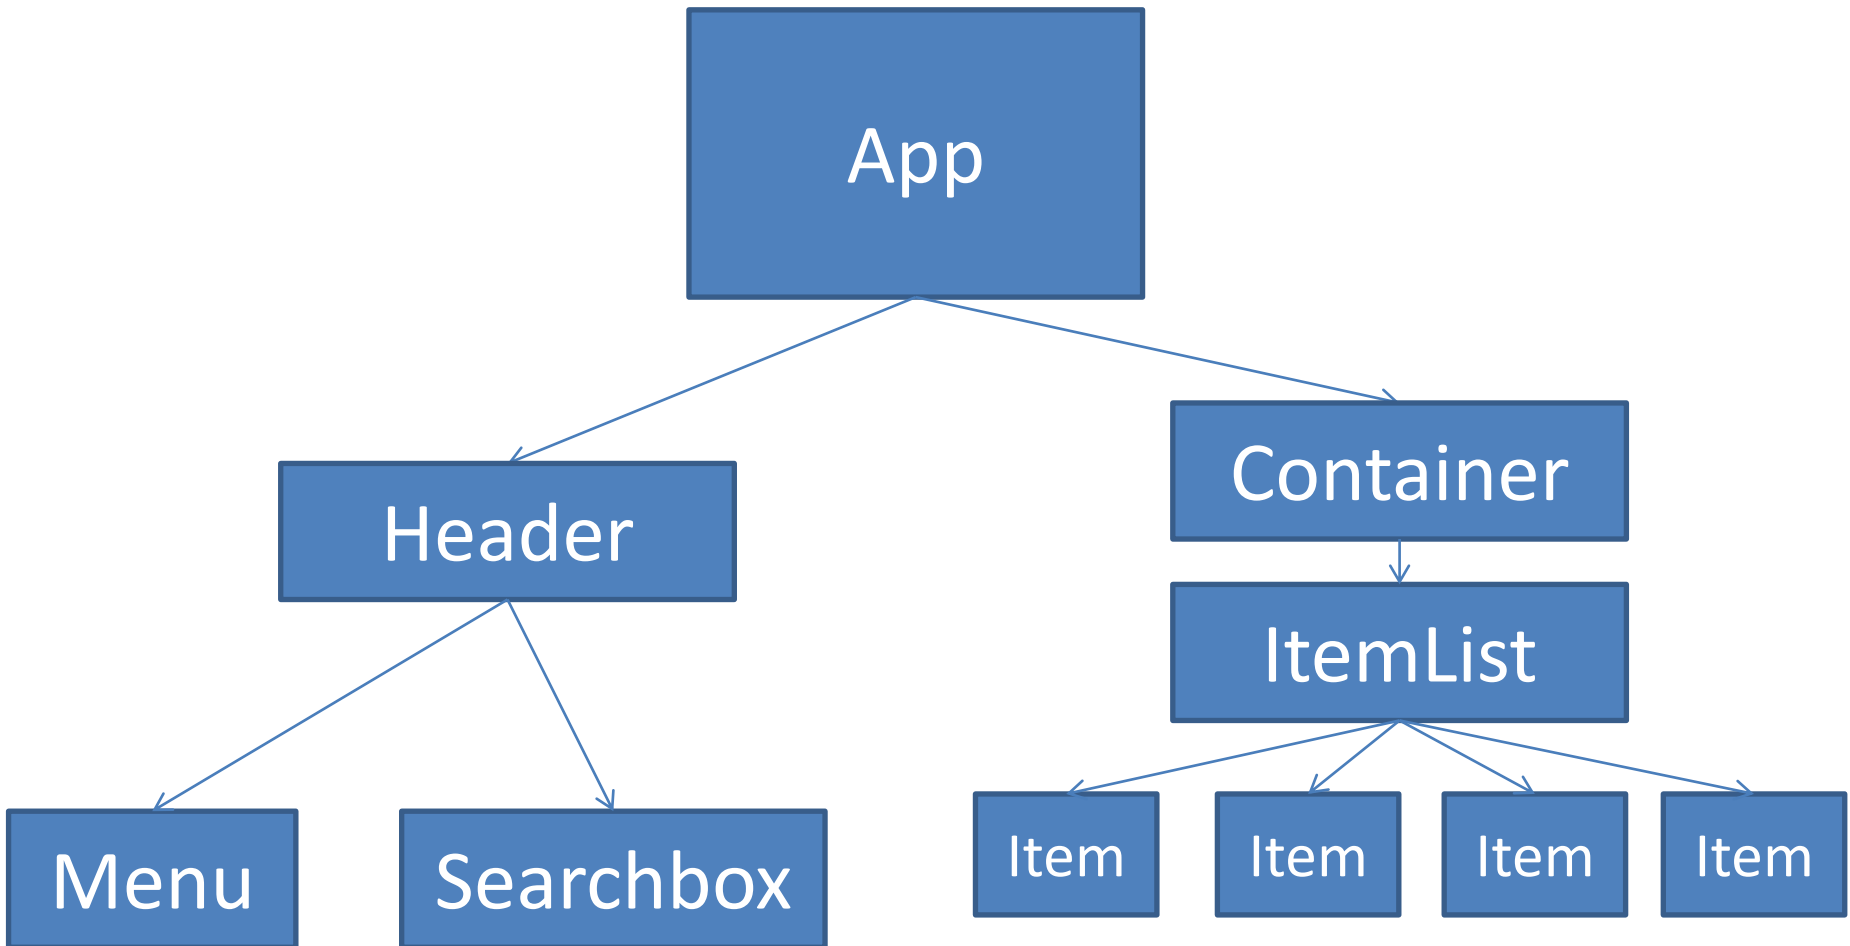 App
Header
Container
ItemList
Menu
Searchbox
Item
Item
Item
Item